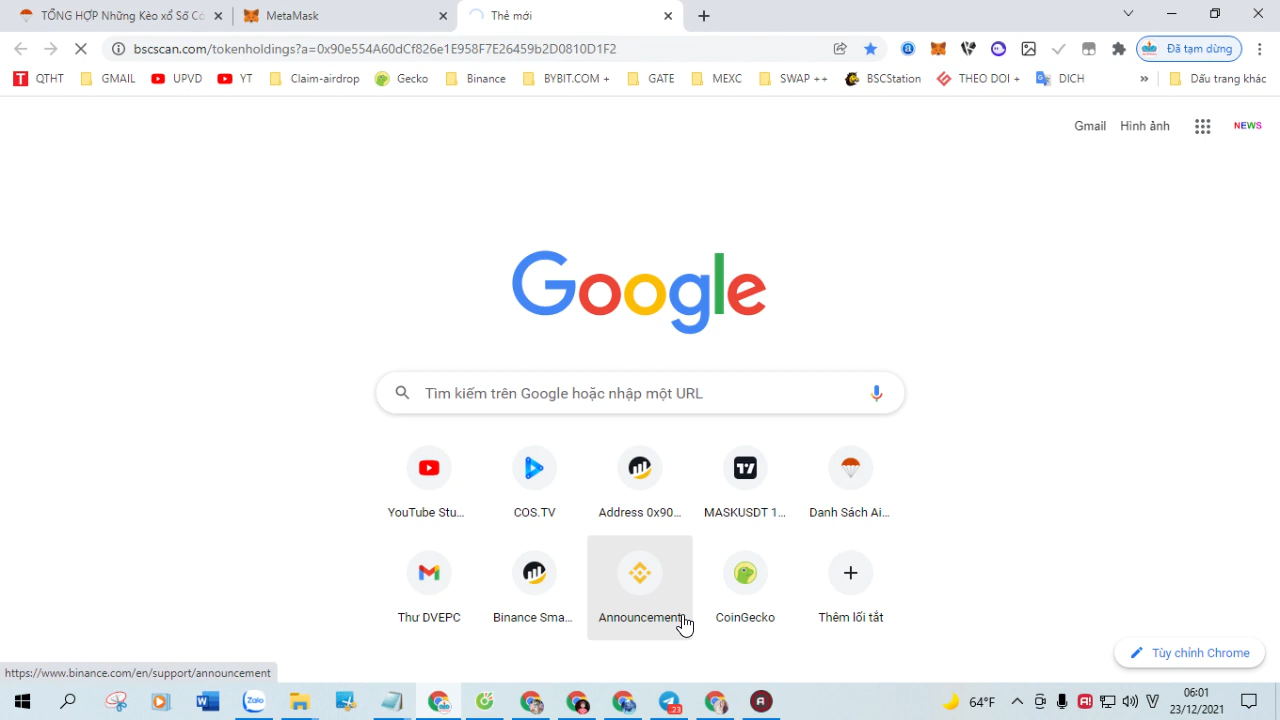 TỔNG HỢP Những Kèo xổ Số Có
MetaMask
Thẻ mới
bscscan.com/tokenholdings?a=0x90e554A60dCf826e1E958F7E26459b2D0810D1F2
Đã tạm dừng
QTHT
GMAIL
UPVD
YT
Claim-airdrop
Gecko
Binance
BYBIT.COM +
GATE
MEXC
SWAP ++
BSCStation
THEO DOI +
DICH
»
Dấu trang khác
Gmail
Hình ảnh
NEWS
Google
Tìm kiếm trên Google hoặc nhập một URL
YouTube Stu...
COS.TV
Address 0x90...
MASKUSDT 1...
Danh Sách Ai...
Thư DVEPC
Binance Sma...
Announcement
CoinGecko
Thêm lối tắt
Tùy chỉnh Chrome
https://www.binance.com/en/support/announcement
Zalo
23
64°F
06:01
23/12/2021